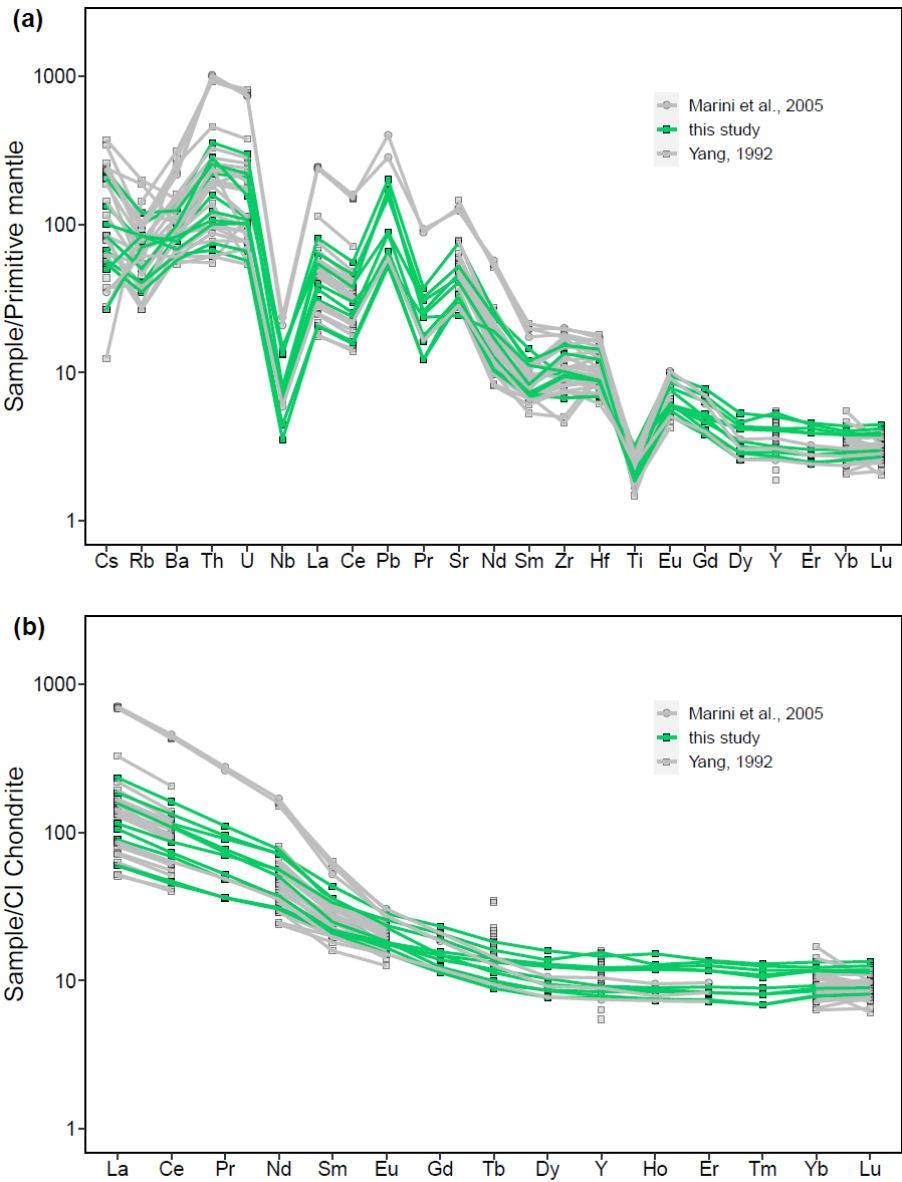 (a)
Sample/Primitive mantle
1000
100
10
1
Marini et al., 2005
this study
Yang, 1992
Cs Rb Ba Th U Nb La Ce Pb Pr Sr Nd Sm Zr Hf Ti Eu Gd Dy Y Er Yb Lu
(b)
Sample/CI Chondrite
1000
100
10
1
Marini et al., 2005
this study
Yang, 1992
La Ce Pr Nd Sm Eu Gd Tb Dy Y Ho Er Tm Yb Lu